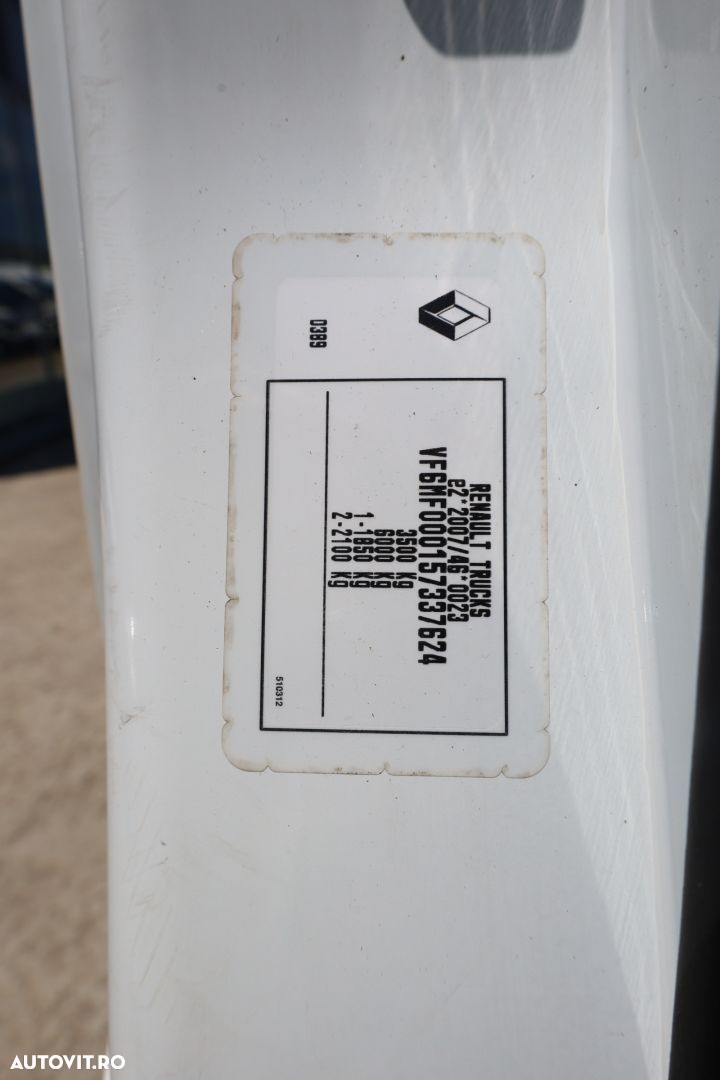 D3B9
RENAULT TRUCKS
e2*2007/46*0023
VF6MF000157337624
3500 Kg
6000 Kg
1-1850 Kg
2-2100 Kg
510312
AUTOVIT.RO